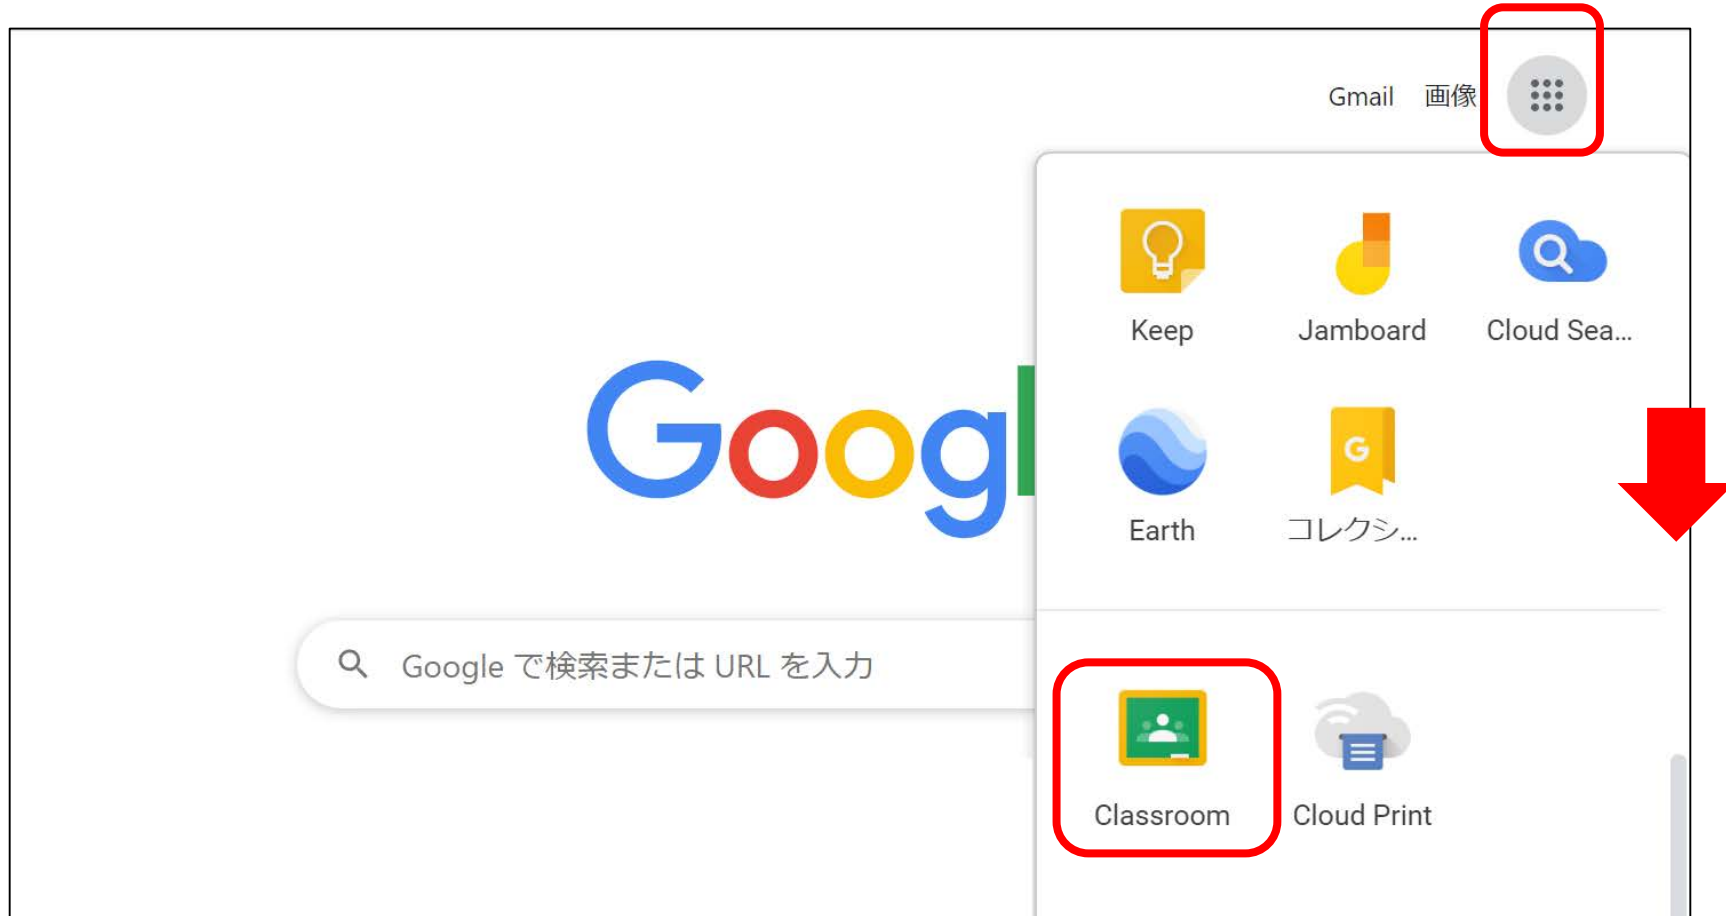 Gmail 画像
Keep Jamboard Cloud Sea...
Googl
G
Earth コレクシ...
Google で検索または URL を入力
Classroom Cloud Print